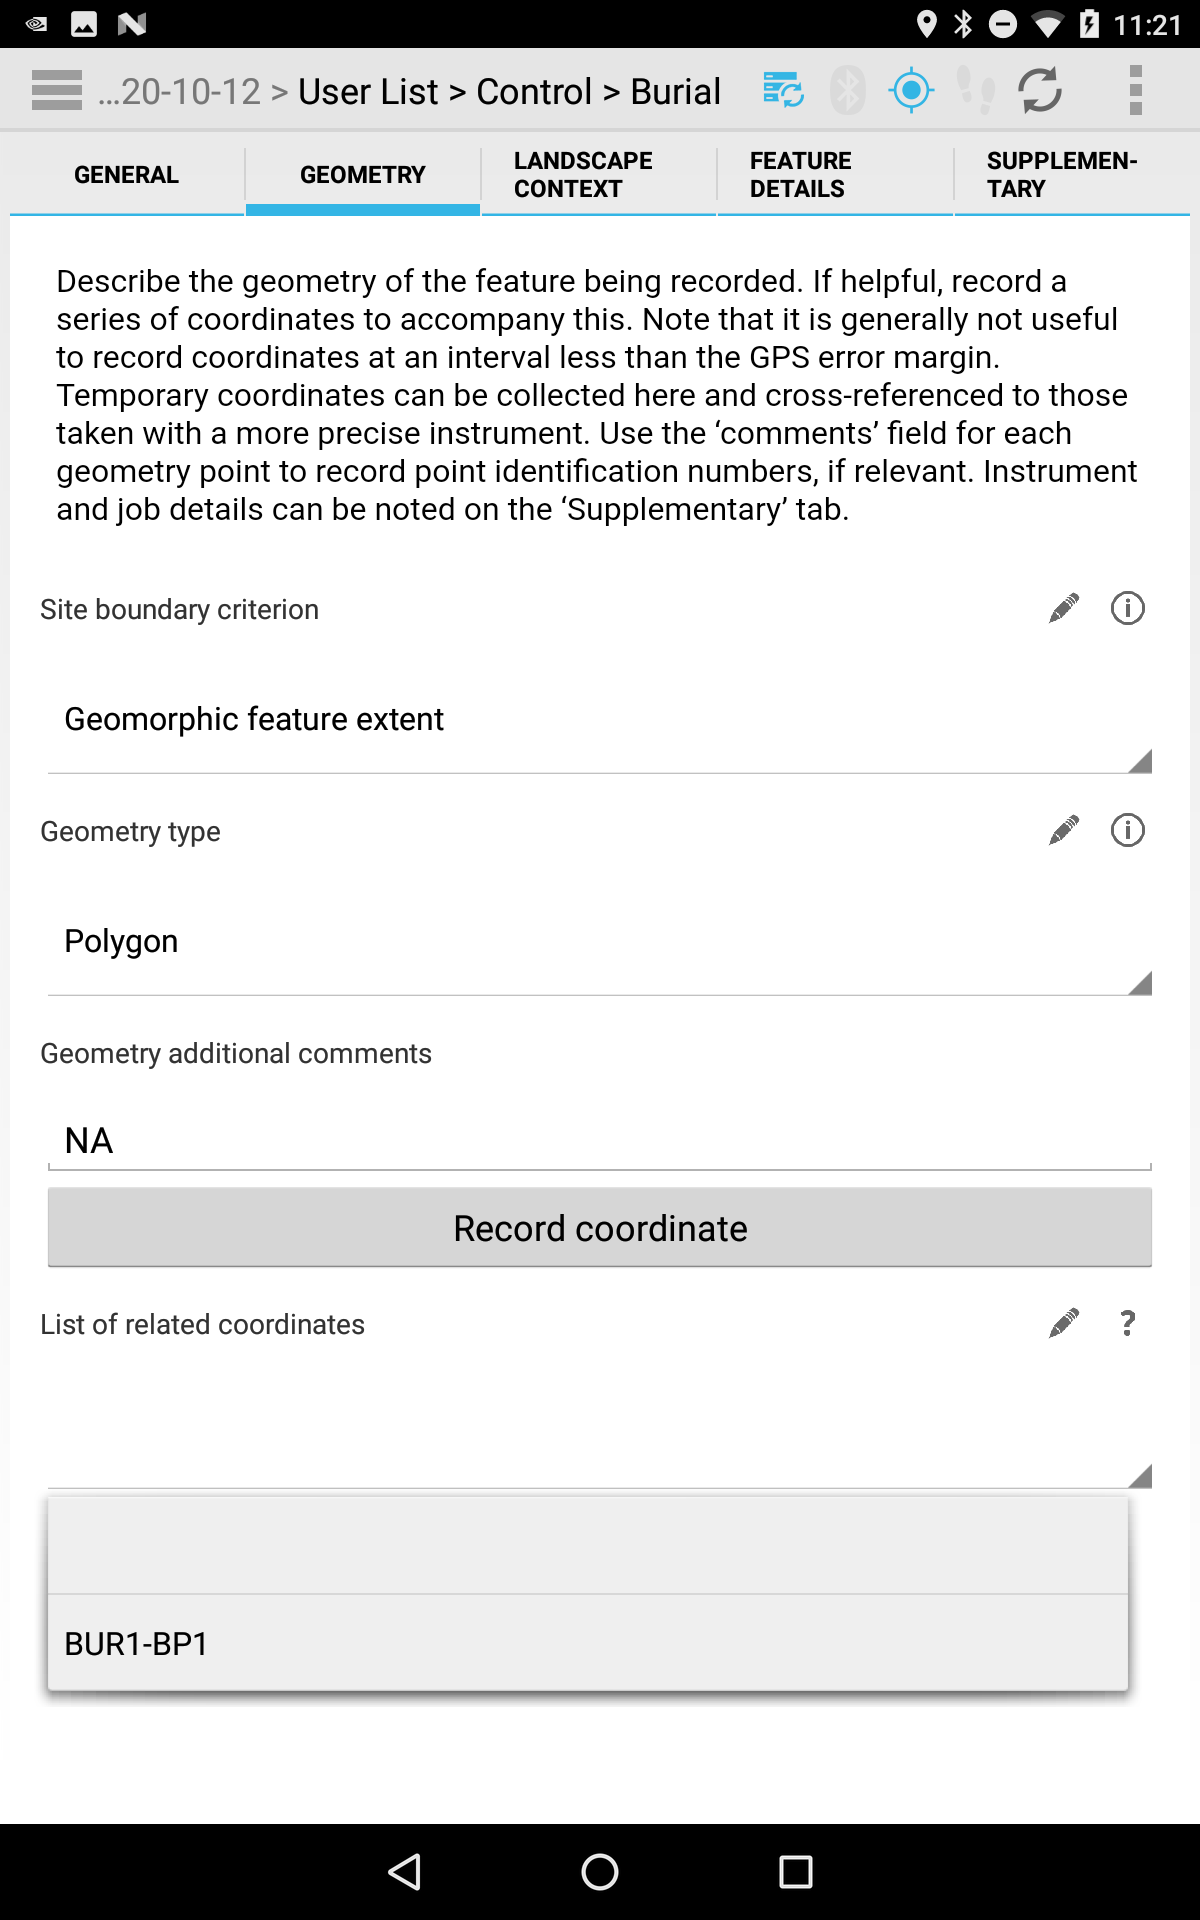 11:21
...20-10-12 > User List > Control > Burial
GENERAL
GEOMETRY
LANDSCAPE
CONTEXT
FEATURE
DETAILS
SUPPLEMEN-
TARY
Describe the geometry of the feature being recorded. If helpful, record a
series of coordinates to accompany this. Note that it is generally not useful
to record coordinates at an interval less than the GPS error margin.
Temporary coordinates can be collected here and cross-referenced to those
taken with a more precise instrument. Use the ‘comments’ field for each
geometry point to record point identification numbers, if relevant. Instrument
and job details can be noted on the ‘Supplementary’ tab.
Site boundary criterion
Geomorphic feature extent
Geometry type
Polygon
Geometry additional comments
NA
Record coordinate
List of related coordinates
?
BUR1-BP1